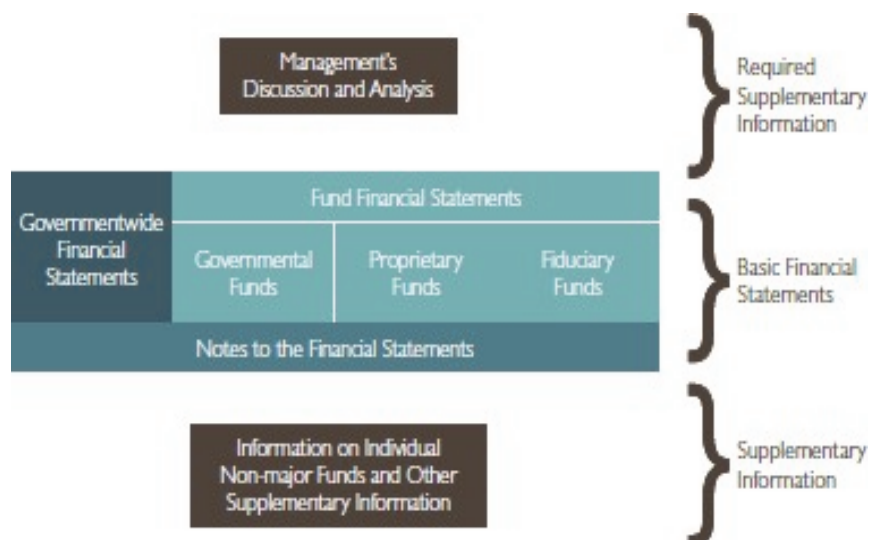 Management's
Discussion and Analysis
Required
Supplementary
Information
Governmentwide
Financial
Statements
Fund Financial Statements
Governmental
Funds
Proprietary
Funds
Fiduciary
Funds
Basic Financial
Statements
Notes to the Financial Statements
Information on Individual
Non-major Funds and Other
Supplementary Information
Supplementary
Information